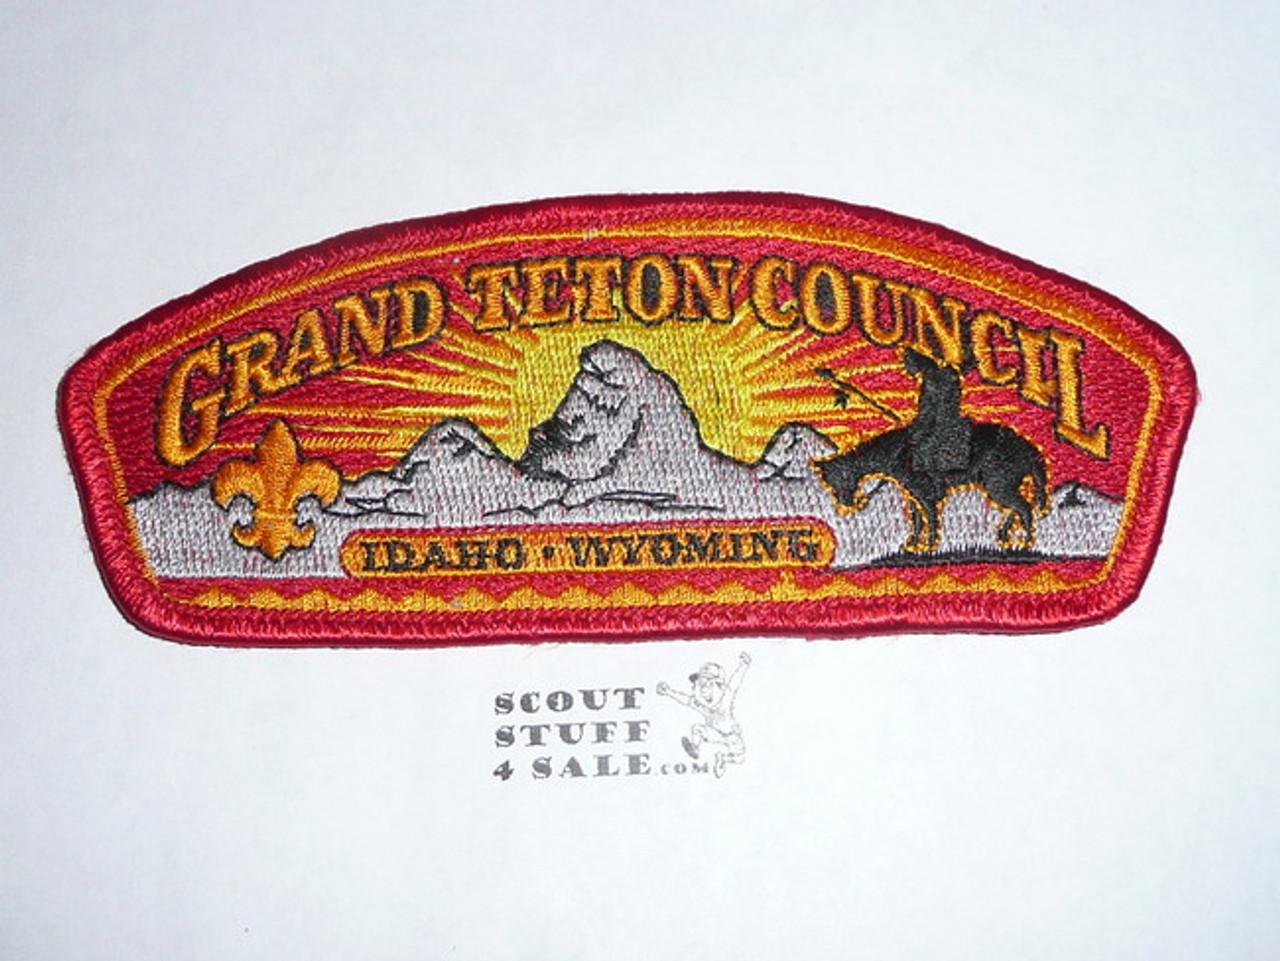 GRAND TETON COUNCIL
IDAHO • WYOMING
SCOUT
STUFF
4 SALE.COM